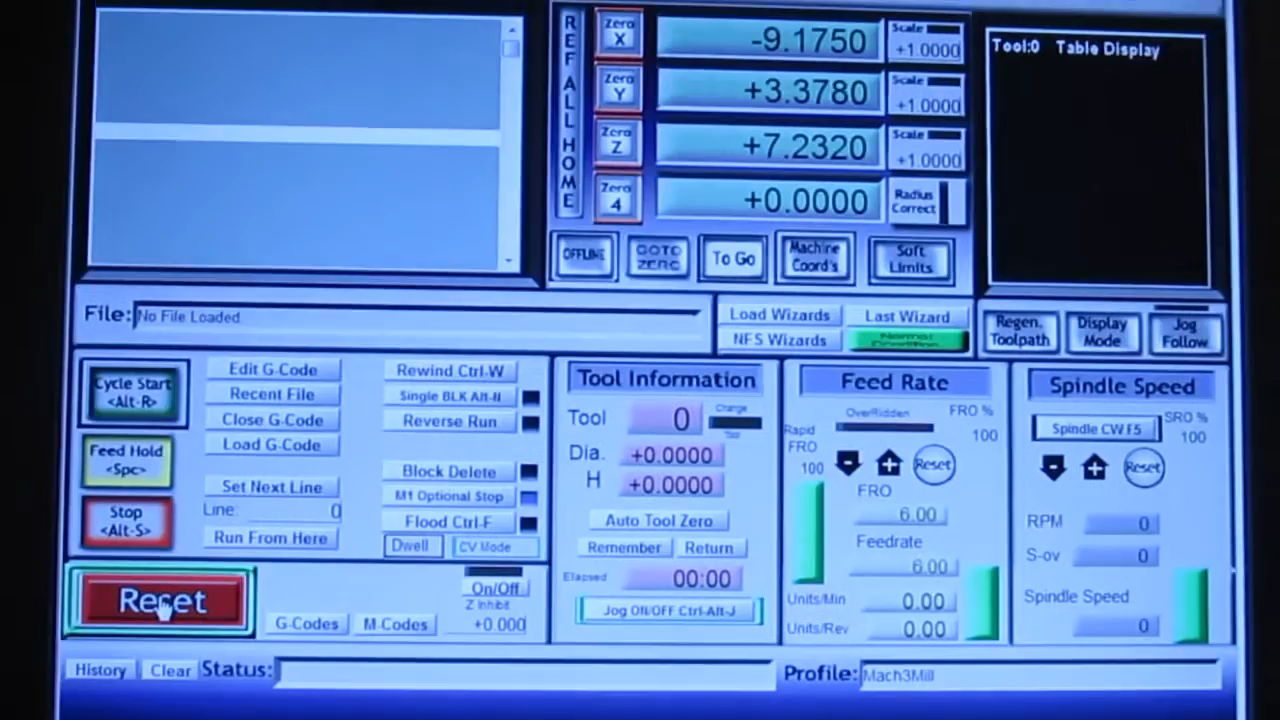 REF ALL HOME
Zero X
-9.1750
Scale
+1.0000
Zero Y
+3.3780
Scale
+1.0000
Zero Z
+7.2320
Scale
+1.0000
Zero 4
+0.0000
Radius Correct
OFFLINE
GOTO ZERO
To Go
Machine Coord's
Soft Limits
Tool:0 Table Display
File: No File Loaded
Load Wizards
Last Wizard
NFS Wizards
Normal Condition
Regen. Toolpath
Display Mode
Jog Follow
Cycle Start <Alt-R>
Feed Hold <Spc>
Stop <Alt-S>
Edit G-Code
Recent File
Close G-Code
Load G-Code
Set Next Line
Line: 0
Run From Here
Rewind Ctrl-W
Single BLK Alt-N
Reverse Run
Block Delete
M1 Optional Stop
Flood Ctrl-F
Dwell
CV Mode
Reset
G-Codes
M-Codes
On/Off
Z Inhibit
+0.000
Tool Information
Tool 0
Change
Tool
Dia. +0.0000
H +0.0000
Auto Tool Zero
Remember
Return
Elapsed 00:00
Jog ON/OFF Ctrl-Alt-J
Feed Rate
OverRidden
FRO %
100
Rapid FRO
100
Reset
FRO
6.00
Feedrate
6.00
Units/Min 0.00
Units/Rev 0.00
Spindle Speed
Spindle CW F5
SRO %
100
Reset
RPM 0
S-ov 0
Spindle Speed
0
History
Clear
Status:
Profile: Mach3Mill